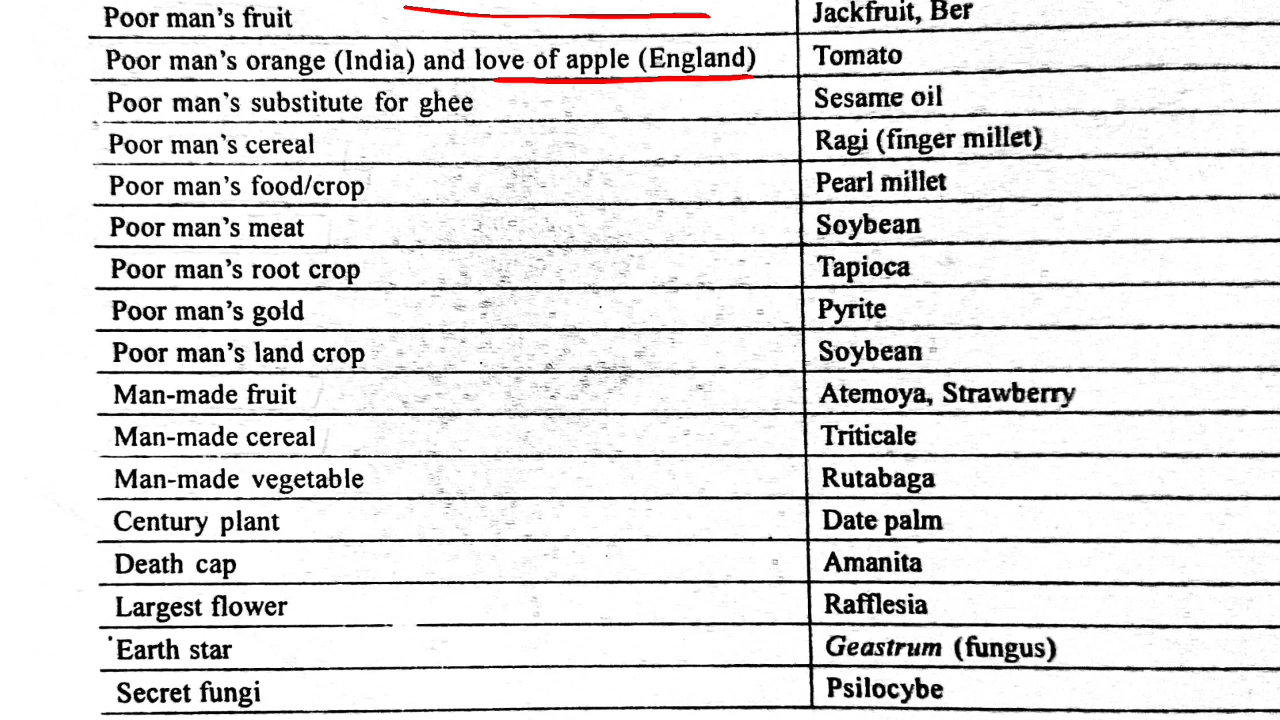 Poor man's fruit Jackfruit, Ber
Poor man's orange (India) and love of apple (England) Tomato
Poor man's substitute for ghee Sesame oil
Poor man's cereal Ragi (finger millet)
Poor man's food/crop Pearl millet
Poor man's meat Soybean
Poor man's root crop Tapioca
Poor man's gold Pyrite
Poor man's land crop Soybean
Man-made fruit Atemoya, Strawberry
Man-made cereal Triticale
Man-made vegetable Rutabaga
Century plant Date palm
Death cap Amanita
Largest flower Rafflesia
Earth star Geastrum (fungus)
Secret fungi Psilocybe